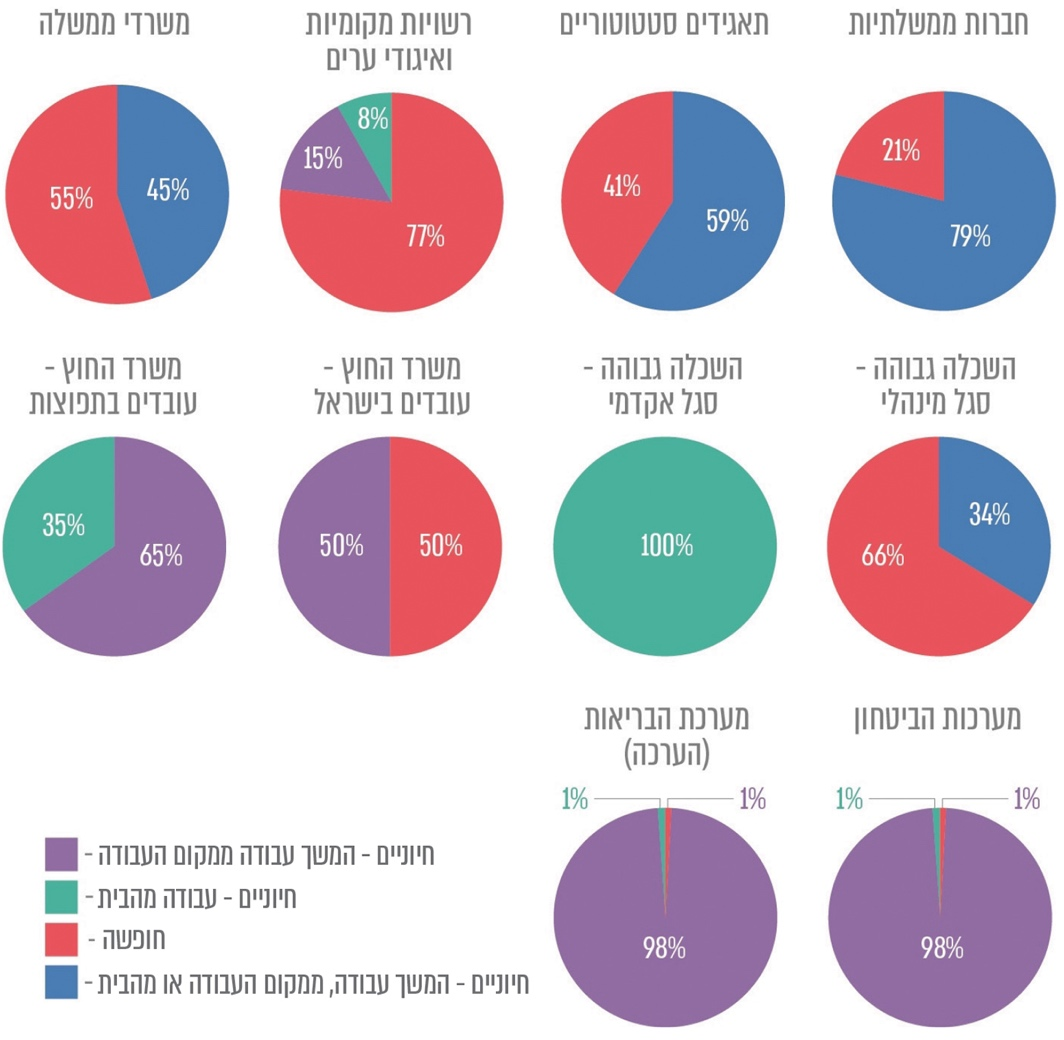 חברות ממשלתיות
21%
79%
תאגידים סטטוטוריים
41%
59%
רשויות מקומיות
ואיגודי ערים
8%
15%
77%
משרדי ממשלה
55%
45%
השכלה גבוהה -
סגל מינהלי
34%
66%
השכלה גבוהה -
סגל אקדמי
100%
משרד החוץ -
עובדים בישראל
50%
50%
משרד החוץ -
עובדים בתפוצות
35%
65%
מערכות הביטחון
1%
1%
98%
מערכת הבריאות
(הערכה)
1%
1%
98%
חיוניים - המשך עבודה ממקום העבודה -
חיוניים - עבודה מהבית -
חופשה -
חיוניים - המשך עבודה, ממקום העבודה או מהבית -